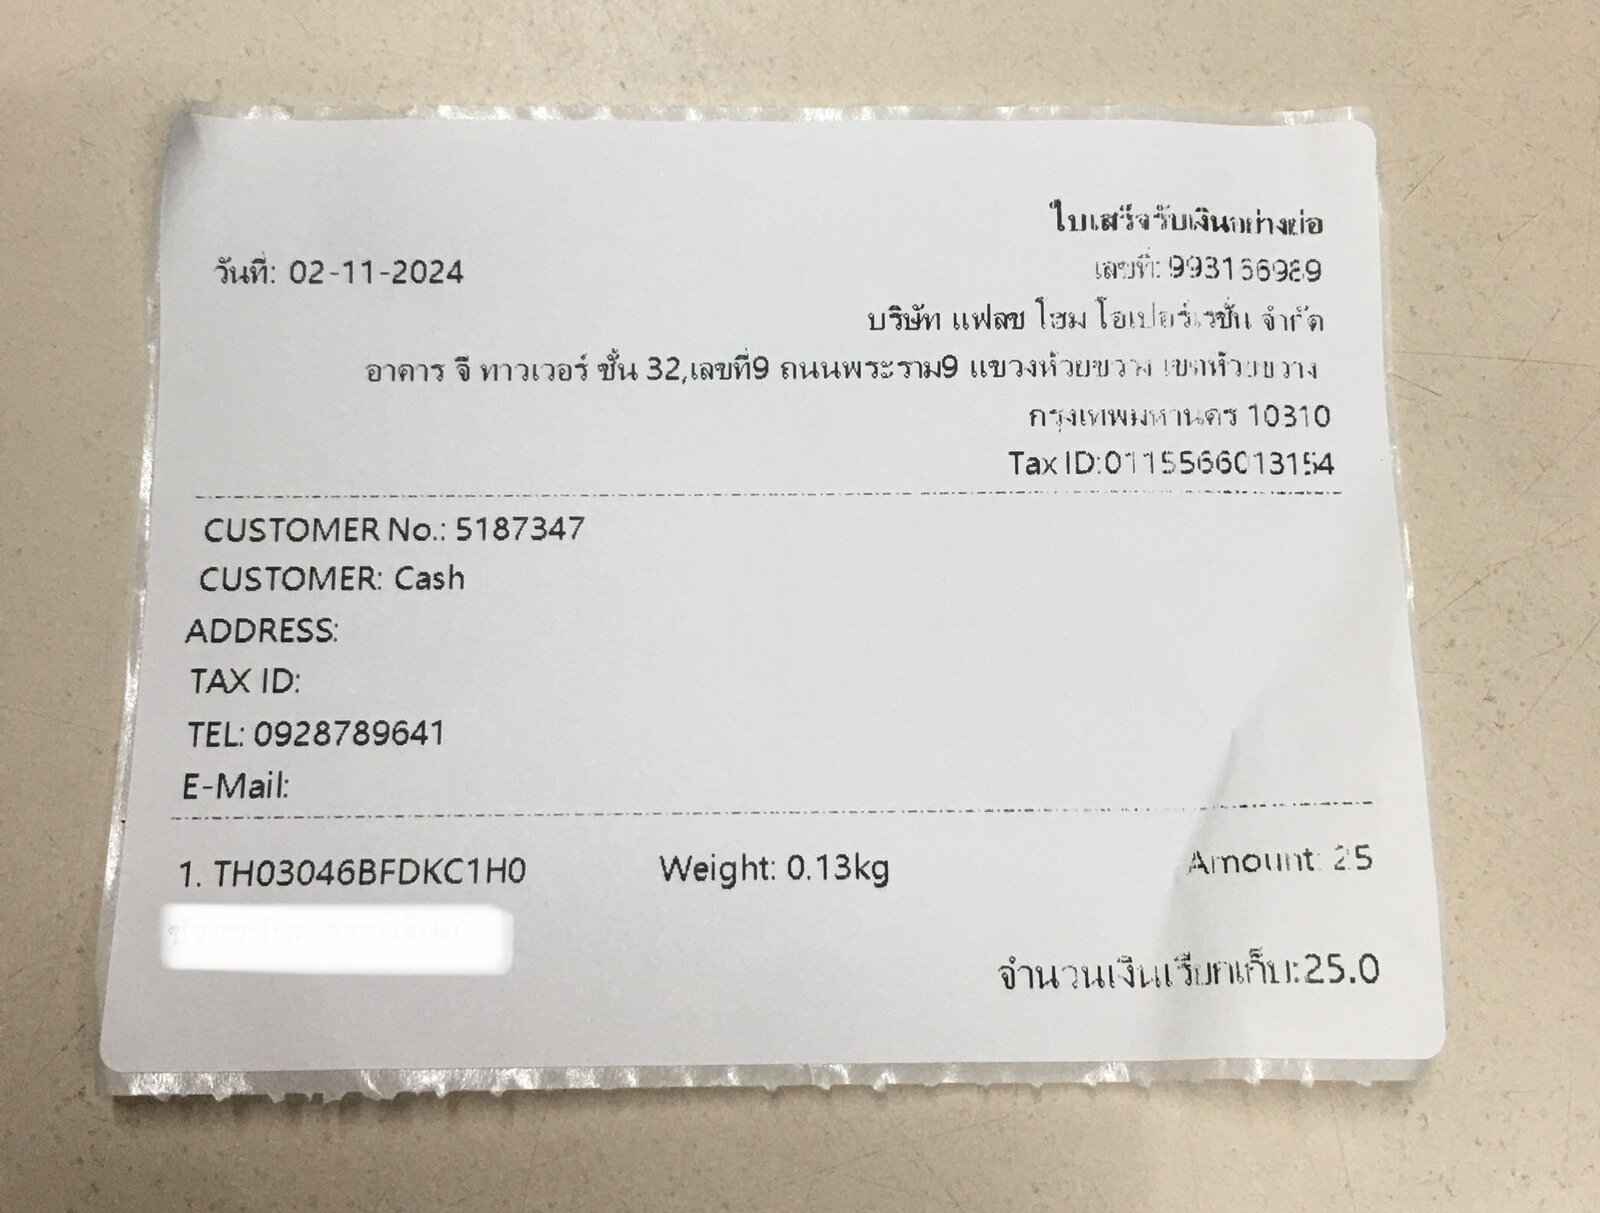 ใบเสร็จรับเงินอย่างย่อ
วันที่: 02-11-2024
เลขที่: 993156989
บริษัท แฟลช โฮม โอเปอร์เรชั่น จำกัด
อาคาร จี ทาวเวอร์ ชั้น 32,เลขที่9 ถนนพระราม9 แขวงห้วยขวาง เขตห้วยขวาง
กรุงเทพมหานคร 10310
Tax ID:0115566013154
CUSTOMER No.: 5187347
CUSTOMER: Cash
ADDRESS:
TAX ID:
TEL: 0928789641
E-Mail:
1. TH03046BFDKC1H0 Weight: 0.13kg Amount: 25
จำนวนเงินเรียกเก็บ:25.0